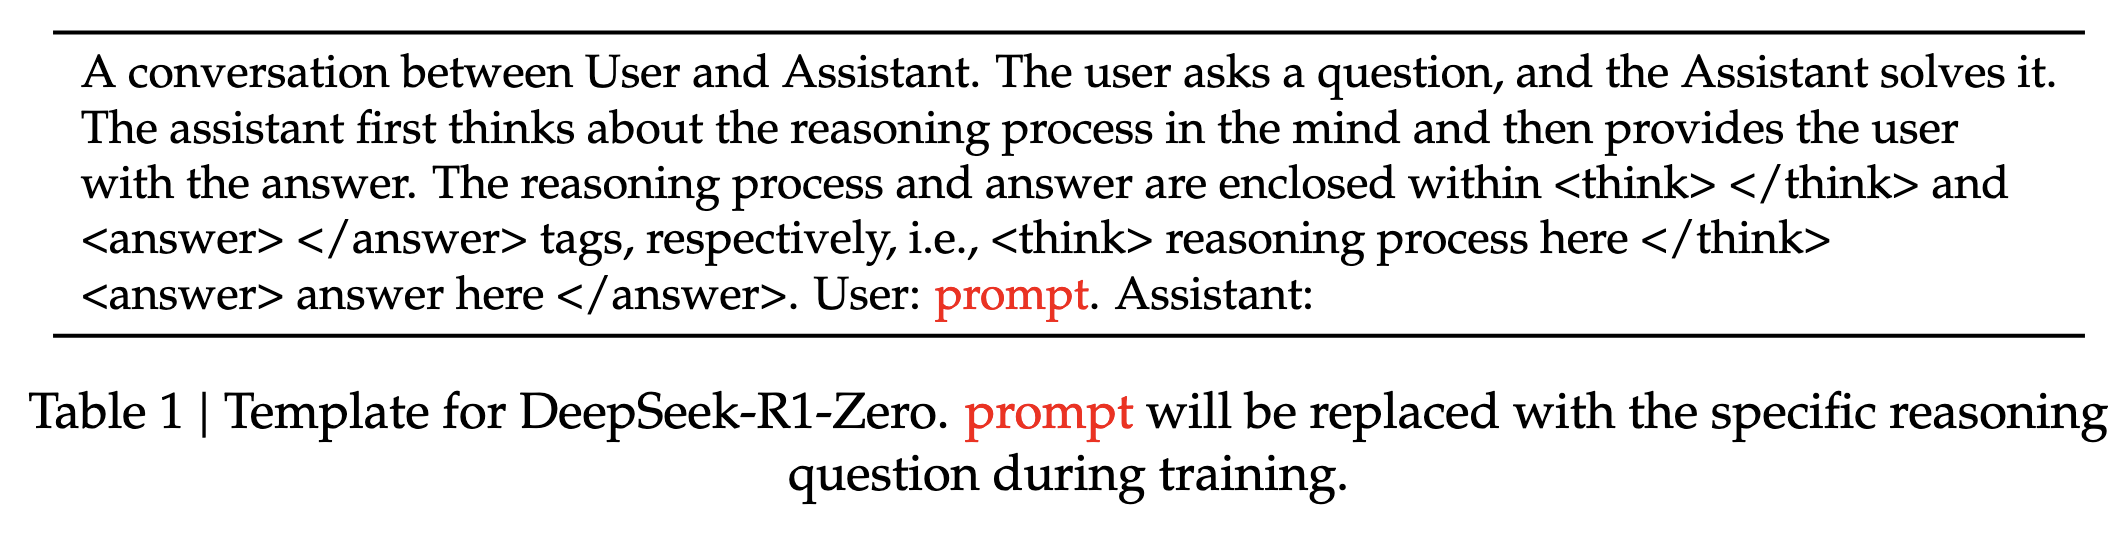 A conversation between User and Assistant. The user asks a question, and the Assistant solves it.
The assistant first thinks about the reasoning process in the mind and then provides the user
with the answer. The reasoning process and answer are enclosed within <think> </think> and
<answer> </answer> tags, respectively, i.e., <think> reasoning process here </think>
<answer> answer here </answer>. User: prompt. Assistant:
Table 1 | Template for DeepSeek-R1-Zero. prompt will be replaced with the specific reasoning
question during training.